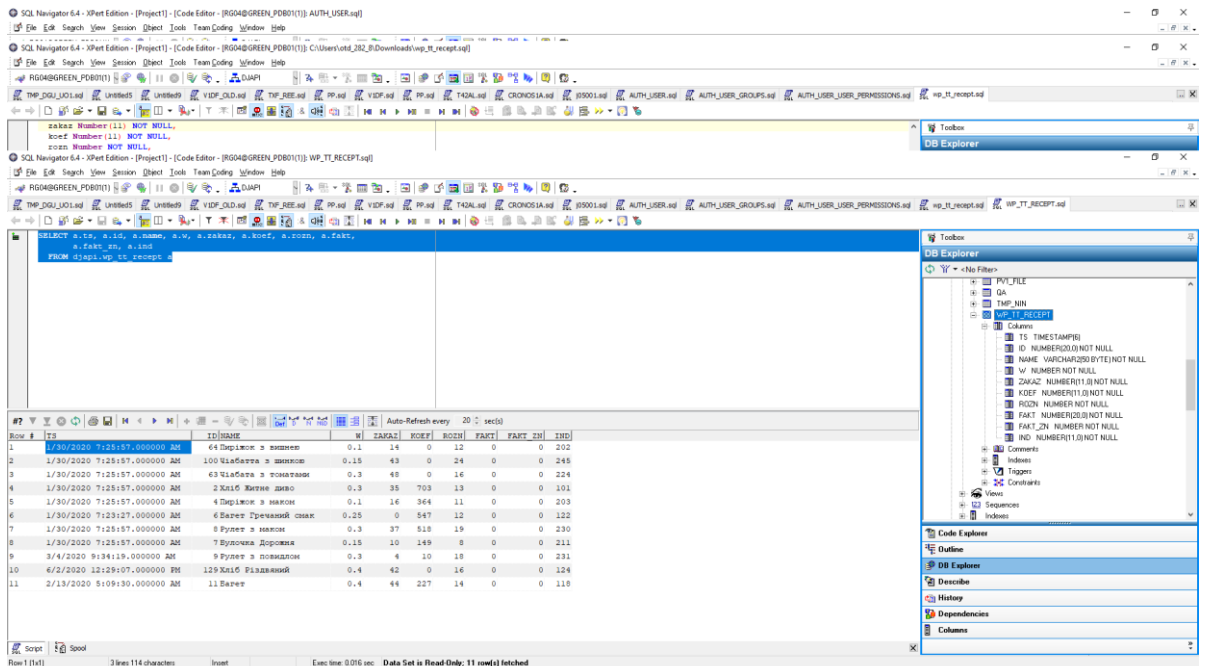 SQL Navigator 6.4 - XPert Edition - [Project1] - [Code Editor - [RG04@GREEN_PDB01(1)]: AUTH_USER.sql]
File Edit Search View Session Object Tools Team Coding Window Help
SQL Navigator 6.4 - XPert Edition - [Project1] - [Code Editor - [RG04@GREEN_PDB01(1)]: C:\Users\otd_282_8\Downloads\wp_tt_recept.sql]
File Edit Search View Session Object Tools Team Coding Window Help
RG04@GREEN_PDB01(1) DJAPI
TMP_DGU_UO1.sql Untitled5 Untitled9 V1DF_OLD.sql TXF_REE.sql PP.sql V1DF.sql PP.sql T42AL.sql CRONOS1A.sql J05001.sql AUTH_USER.sql AUTH_USER_GROUPS.sql AUTH_USER_USER_PERMISSIONS.sql wp_tt_recept.sql
zakaz Number(11) NOT NULL,
koef Number(11) NOT NULL,
rozn Number NOT NULL,
Toolbox
DB Explorer
SQL Navigator 6.4 - XPert Edition - [Project1] - [Code Editor - [RG04@GREEN_PDB01(1)]: WP_TT_RECEPT.sql]
File Edit Search View Session Object Tools Team Coding Window Help
RG04@GREEN_PDB01(1) DJAPI
TMP_DGU_UO1.sql Untitled5 Untitled9 V1DF_OLD.sql TXF_REE.sql PP.sql V1DF.sql PP.sql T42AL.sql CRONOS1A.sql J05001.sql AUTH_USER.sql AUTH_USER_GROUPS.sql AUTH_USER_USER_PERMISSIONS.sql wp_tt_recept.sql WP_TT_RECEPT.sql
SELECT a.ts, a.id, a.name, a.w, a.zakaz, a.koef, a.rozn, a.fakt,
a.fakt_zn, a.ind
FROM djapi.wp_tt_recept a
Toolbox
DB Explorer
<No Filter>
PVT_FILE
QA
TMP_NIN
WP_TT_RECEPT
Columns
TS TIMESTAMP(6)
ID NUMBER(20,0) NOT NULL
NAME VARCHAR2(50 BYTE) NOT NULL
W NUMBER NOT NULL
ZAKAZ NUMBER(11,0) NOT NULL
KOEF NUMBER(11,0) NOT NULL
ROZN NUMBER NOT NULL
FAKT NUMBER(20,0) NOT NULL
FAKT_ZN NUMBER NOT NULL
IND NUMBER(11,0) NOT NULL
Comments
Indexes
Triggers
Constraints
Views
Sequences
Indexes
Code Explorer
Outline
DB Explorer
Describe
History
Dependencies
Columns
#? Auto-Refresh every 20 sec(s)
Row # TS ID NAME W ZAKAZ KOEF ROZN FAKT FAKT_ZN IND
1 1/30/2020 7:25:57.000000 AM 64 Пиріжок з вишнею 0.1 14 0 12 0 0 202
2 1/30/2020 7:25:57.000000 AM 100 Чіабатта з шинкою 0.15 43 0 24 0 0 245
3 1/30/2020 7:25:57.000000 AM 63 Чіабата з томатами 0.3 48 0 16 0 0 224
4 1/30/2020 7:25:57.000000 AM 2 Хліб Житнє диво 0.3 35 703 13 0 0 101
5 1/30/2020 7:25:57.000000 AM 4 Пиріжок з маком 0.1 16 364 11 0 0 203
6 1/30/2020 7:23:27.000000 AM 6 Багет Гречаний смак 0.25 0 547 12 0 0 122
7 1/30/2020 7:25:57.000000 AM 8 Рулет з маком 0.3 37 518 19 0 0 230
8 1/30/2020 7:25:57.000000 AM 7 Булочка Дорожня 0.15 10 149 8 0 0 211
9 3/4/2020 9:34:19.000000 AM 9 Рулет з повидлом 0.3 4 10 18 0 0 231
10 6/2/2020 12:29:07.000000 PM 129 Хліб Різдвяний 0.4 42 0 16 0 0 124
11 2/13/2020 5:09:30.000000 AM 11 Багет 0.4 44 227 14 0 0 118
Script Spool
Row 1 [1x1] 3 lines 114 characters Insert Exec time: 0.016 sec Data Set is Read-Only; 11 row(s) fetched